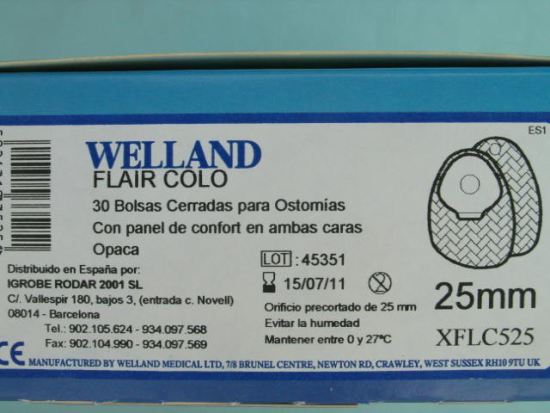 ES1
WELLAND
FLAIR COLO
30 Bolsas Cerradas para Ostomías
Con panel de confort en ambas caras
Opaca
LOT : 45351
15/07/11
Distribuido en España por:
IGROBE RODAR 2001 SL
C/. Vallespir 180, bajos 3, (entrada c. Novell)
08014 - Barcelona
Tel.: 902.105.624 - 934.097.568
Fax: 902.104.990 - 934.097.569
Orificio precortado de 25 mm
Evitar la humedad
Mantener entre 0 y 27ºC
25mm
XFLC525
CE MANUFACTURED BY WELLAND MEDICAL LTD, 7/8 BRUNEL CENTRE, NEWTON RD, CRAWLEY, WEST SUSSEX RH10 9TU UK